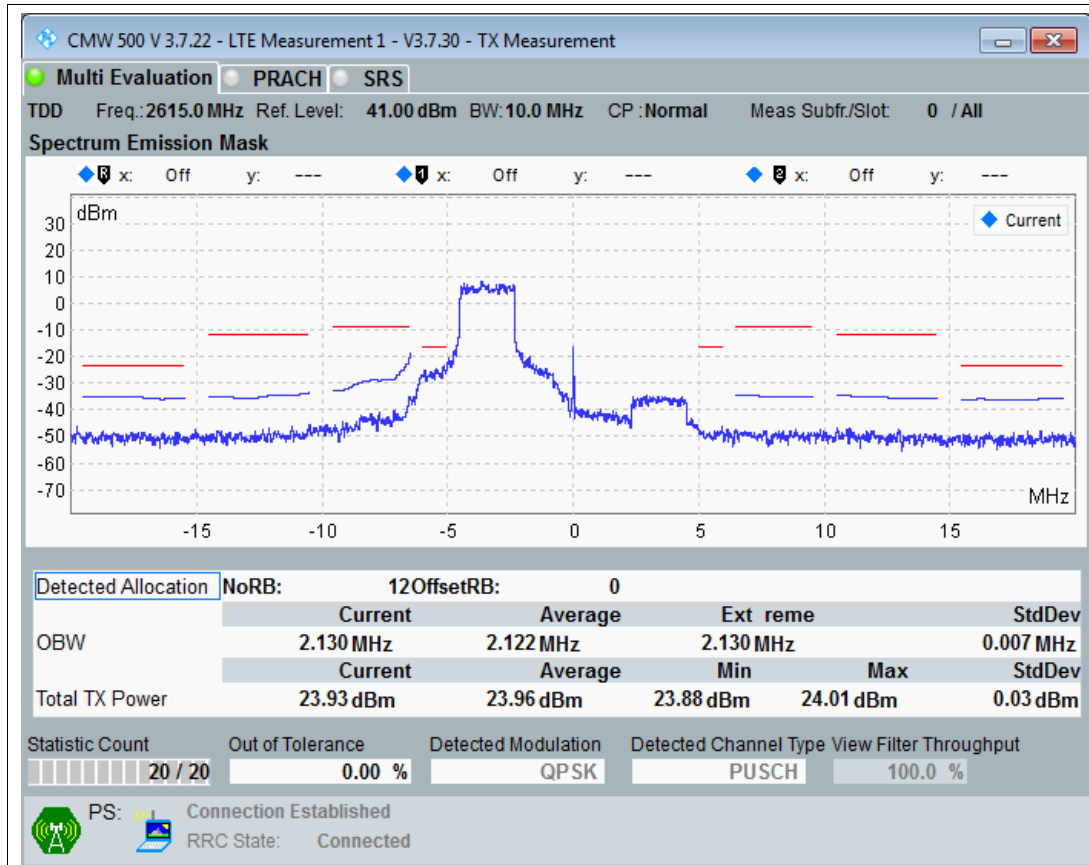 CMW 500 V 3.7.22 - LTE Measurement 1 - V3.7.30 - TX Measurement
Multi Evaluation PRACH SRS
TDD Freq.: 2615.0 MHz Ref. Level: 41.00 dBm BW: 10.0 MHz CP : Normal Meas Subfr./Slot: 0 / All
Spectrum Emission Mask
R x: Off y: --- 1 x: Off y: --- 2 x: Off y: ---
dBm
Current
30
20
10
0
-10
-20
-30
-40
-50
-60
-70
MHz
-15 -10 -5 0 5 10 15
Detected Allocation NoRB: 12 OffsetRB: 0
Current Average Ext reme StdDev
OBW 2.130 MHz 2.122 MHz 2.130 MHz 0.007 MHz
Current Average Min Max StdDev
Total TX Power 23.93 dBm 23.96 dBm 23.88 dBm 24.01 dBm 0.03 dBm
Statistic Count Out of Tolerance Detected Modulation Detected Channel Type View Filter Throughput
20 / 20 0.00 % QPSK PUSCH 100.0 %
PS: Connection Established
RRC State: Connected